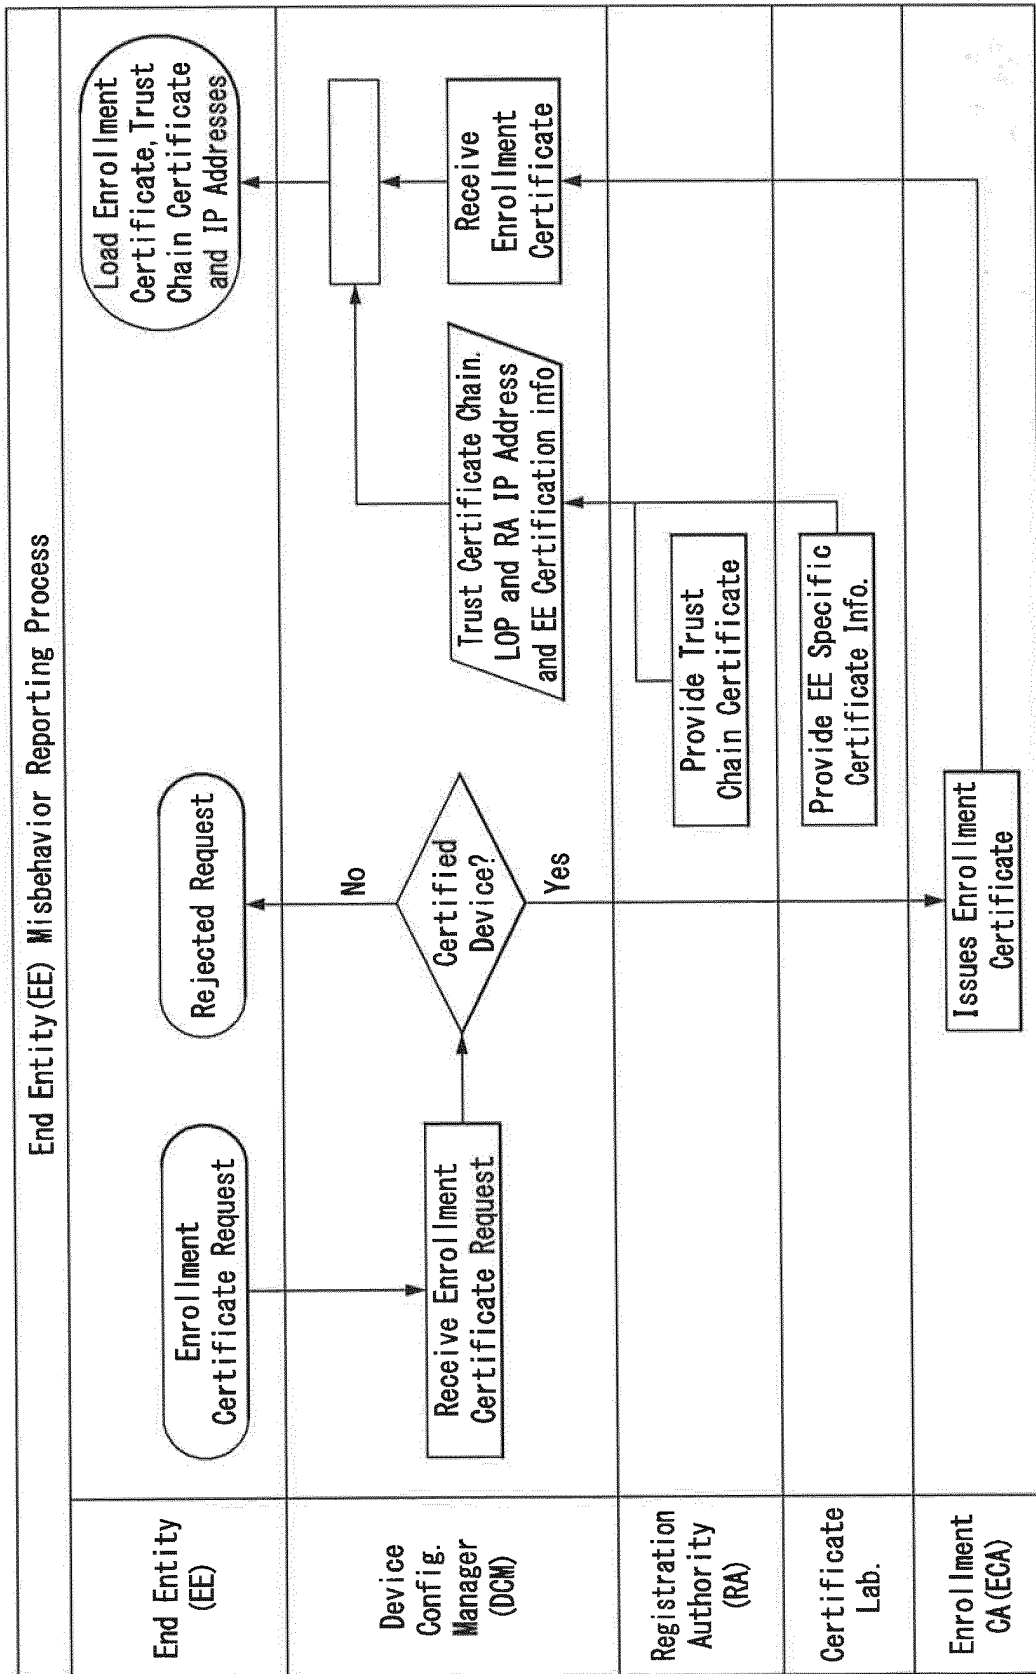 End Entity(EE) Misbehavior Reporting Process
End Entity
(EE)
Enrollment
Certificate Request
Rejected Request
Load Enrollment
Certificate,Trust
Chain Certificate
and IP Addresses
Device
Config.
Manager
(DCM)
Receive Enrollment
Certificate Request
Certified
Device?
No
Yes
Trust Certificate Chain.
LOP and RA IP Address
and EE Certification info
Receive
Enrollment
Certificate
Registration
Authority
(RA)
Provide Trust
Chain Certificate
Certificate
Lab.
Provide EE Specific
Certificate Info.
Enrollment
CA(ECA)
Issues Enrollment
Certificate